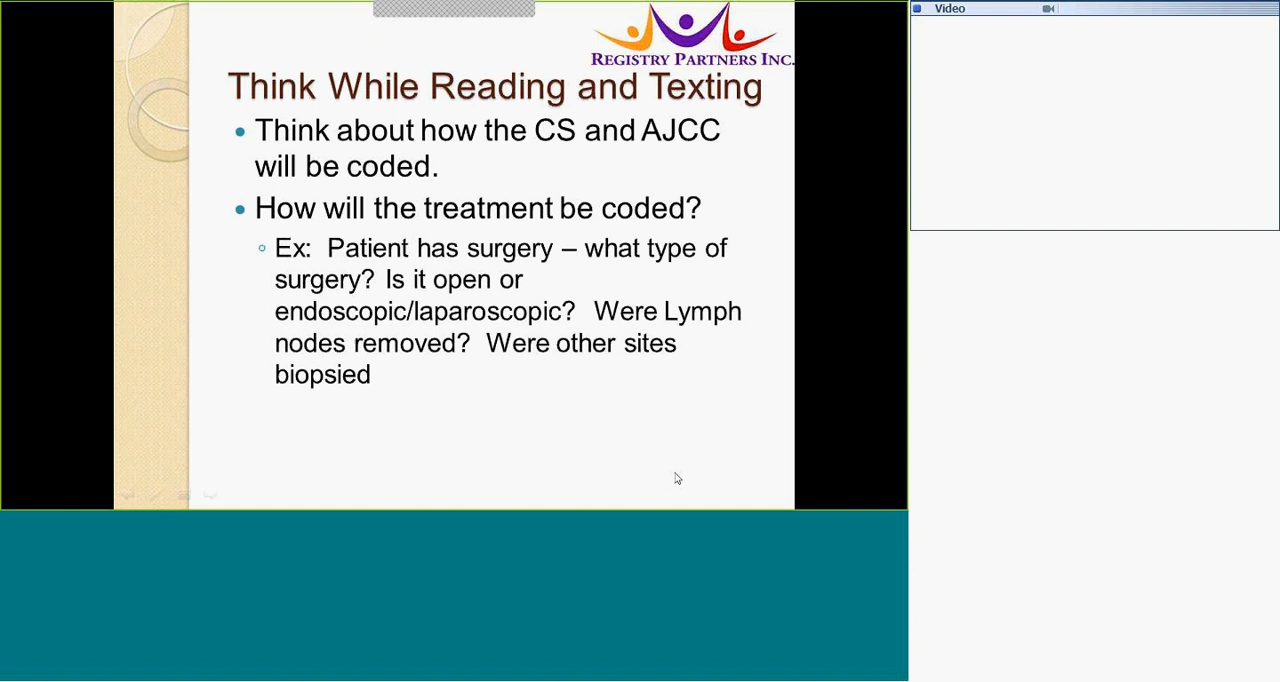 Video
REGISTRY PARTNERS INC.
Think While Reading and Texting
• Think about how the CS and AJCC
will be coded.
• How will the treatment be coded?
◦ Ex: Patient has surgery – what type of
surgery? Is it open or
endoscopic/laparoscopic? Were Lymph
nodes removed? Were other sites
biopsied